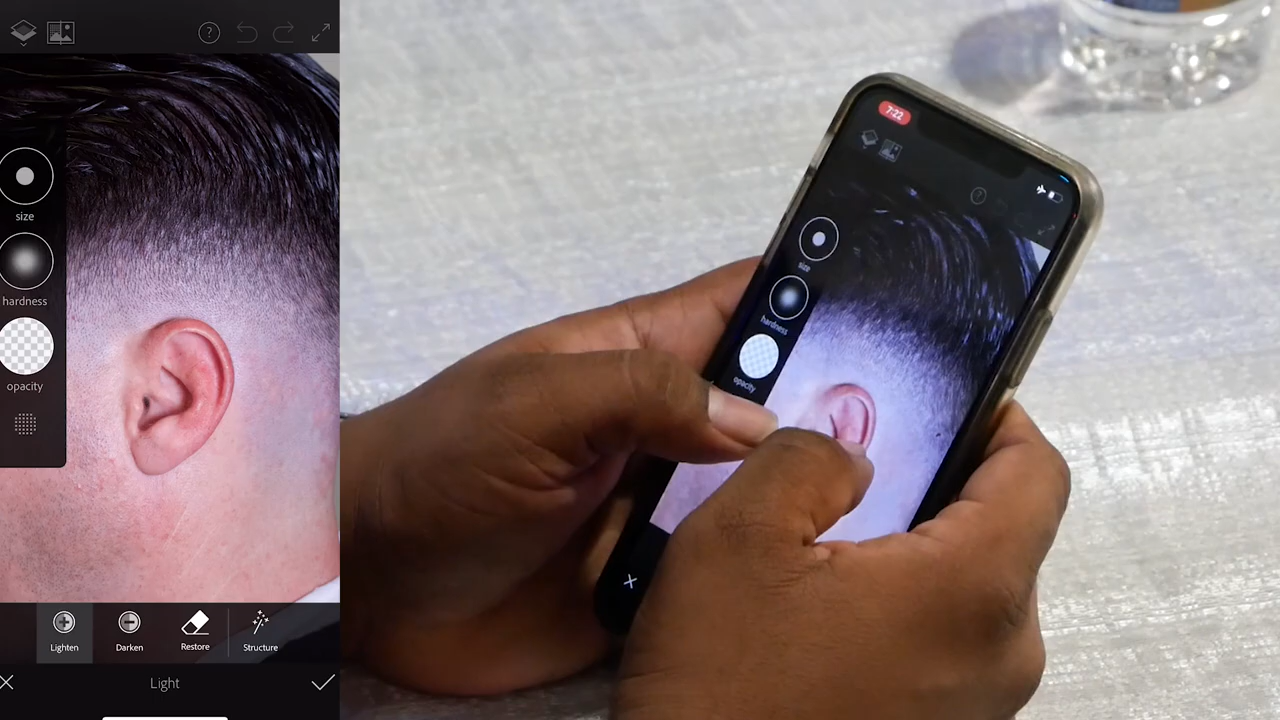 ?
size
hardness
opacity
Lighten
Darken
Restore
Structure
Light
7:22
?
size
hardness
opacity